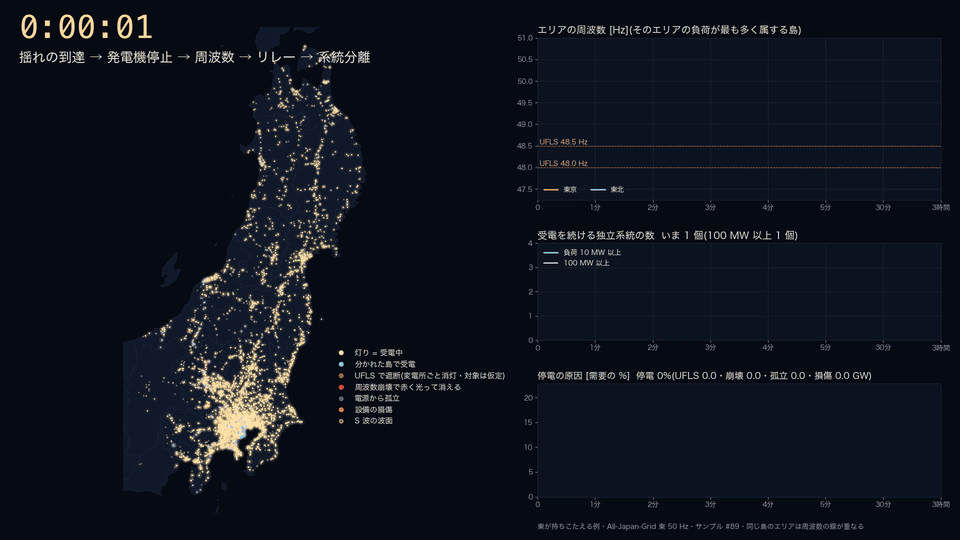 0:00:01
揺れの到達 → 発電機停止 → 周波数 → リレー → 系統分離
灯り = 受電中
分かれた島で受電
UFLS で遮断(変電所ごと消灯・対象は仮定)
周波数崩壊で赤く光って消える
電源から孤立
設備の損傷
S 波の波面
エリアの周波数 [Hz](そのエリアの負荷が最も多く属する島)
51.0
50.5
50.0
49.5
49.0
48.5
48.0
47.5
UFLS 48.5 Hz
UFLS 48.0 Hz
東京
東北
0 1分 2分 3分 4分 5分 30分 3時間
受電を続ける独立系統の数 いま 1 個(100 MW 以上 1 個)
4
3
2
1
0
負荷 10 MW 以上
100 MW 以上
0 1分 2分 3分 4分 5分 30分 3時間
停電の原因 [需要の %] 停電 0%(UFLS 0.0・崩壊 0.0・孤立 0.0・損傷 0.0 GW)
20
15
10
5
0
0 1分 2分 3分 4分 5分 30分 3時間
東が持ちこたえる例・All-Japan-Grid 東 50 Hz・サンプル #89・同じ島のエリアは周波数の線が重なる